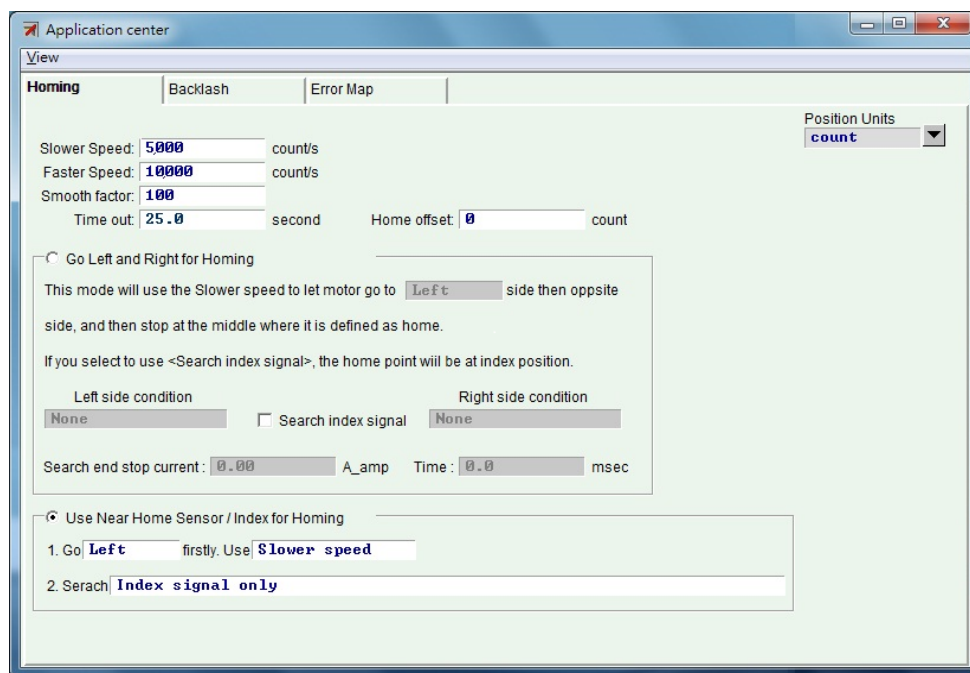 Application center
View
Homing Backlash Error Map
Position Units
count
Slower Speed: 5,000 count/s
Faster Speed: 10,000 count/s
Smooth factor: 100
Time out: 25.0 second Home offset: 0 count
Go Left and Right for Homing
This mode will use the Slower speed to let motor go to Left side then oppsite
side, and then stop at the middle where it is defined as home.
If you select to use <Search index signal>, the home point wiil be at index position.
Left side condition Right side condition
None Search index signal None
Search end stop current : 0.00 A_amp Time : 0.0 msec
Use Near Home Sensor / Index for Homing
1. Go Left firstly. Use Slower speed
2. Serach Index signal only